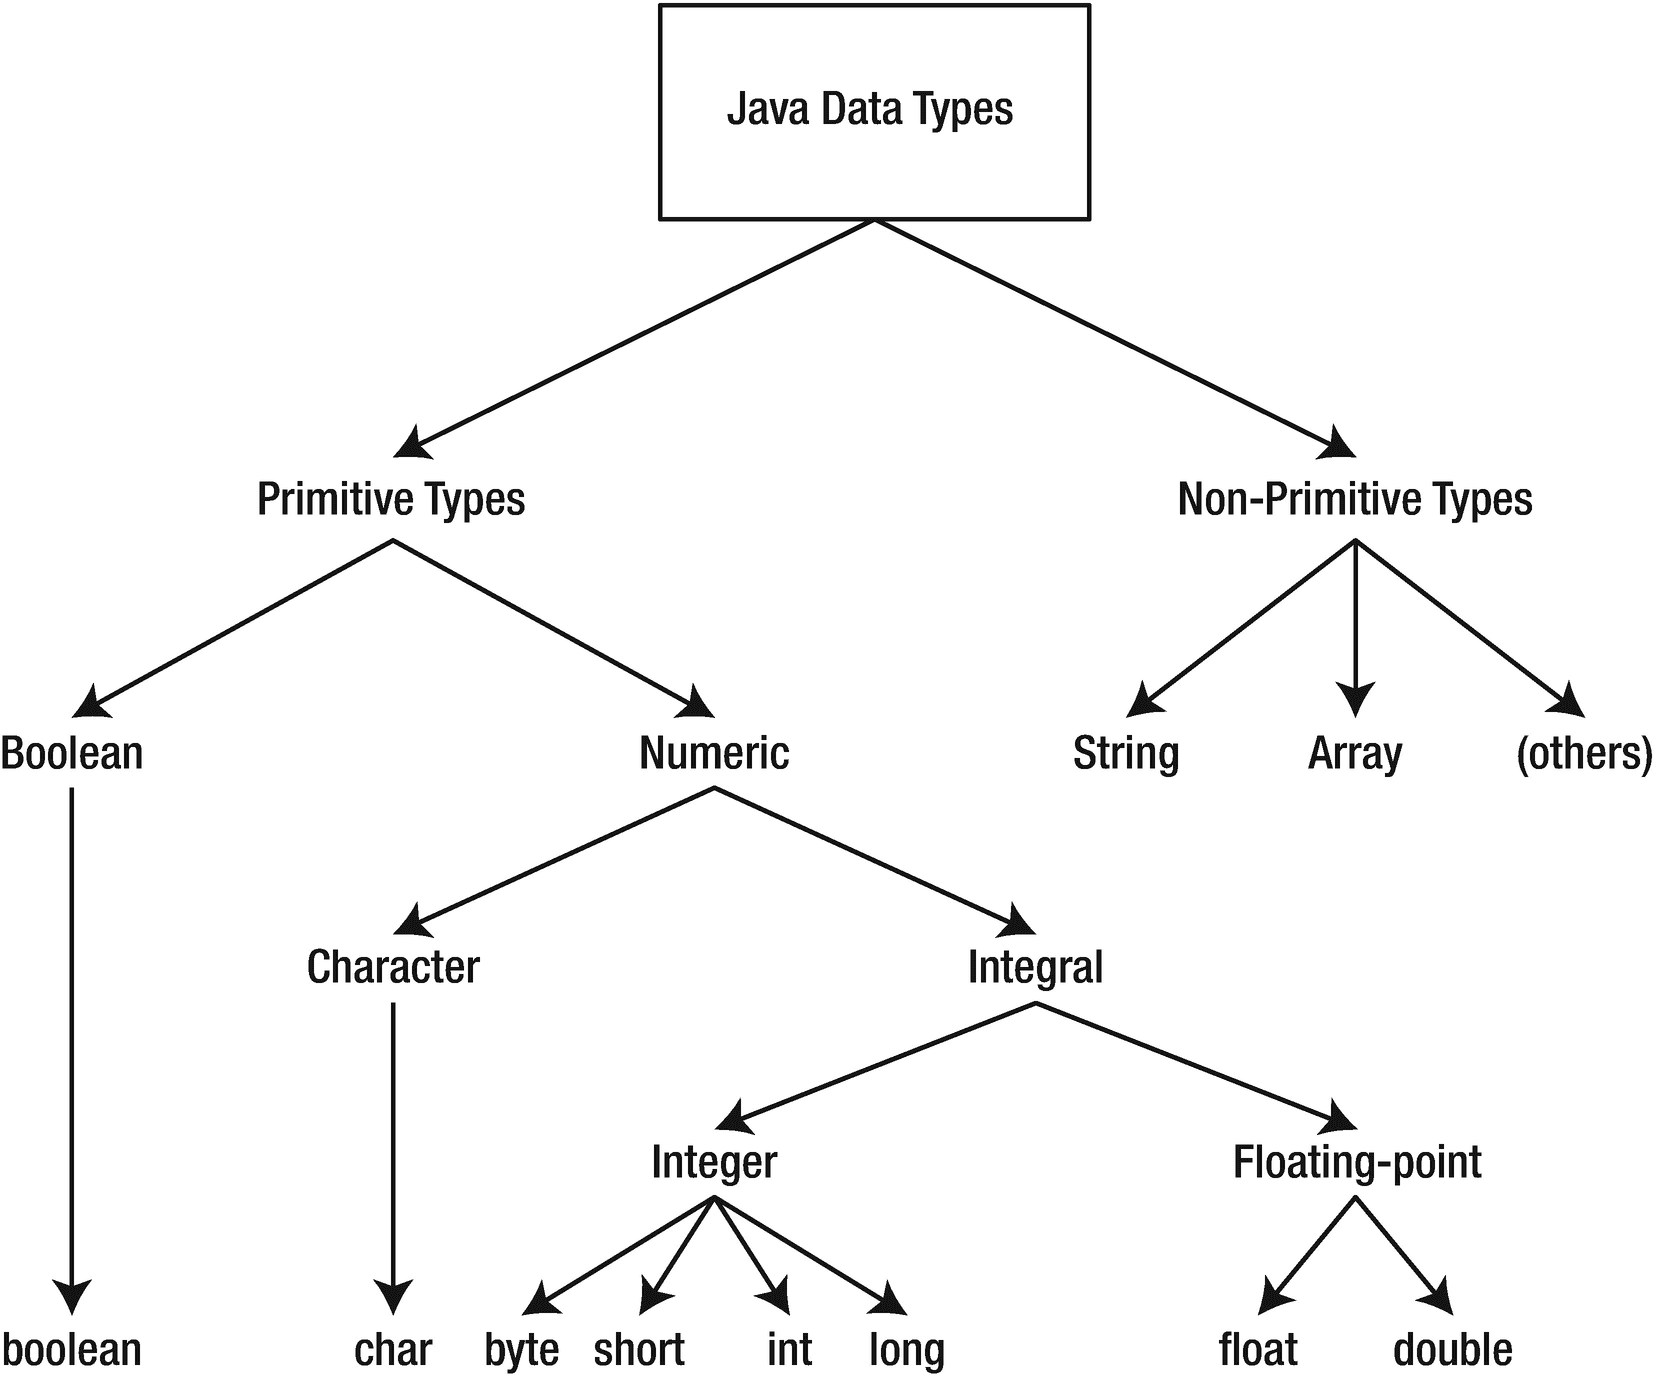 Java Data Types
Primitive Types
Non-Primitive Types
Boolean
Numeric
String
Array
(others)
Character
Integral
Integer
Floating-point
boolean
char
byte
short
int
long
float
double